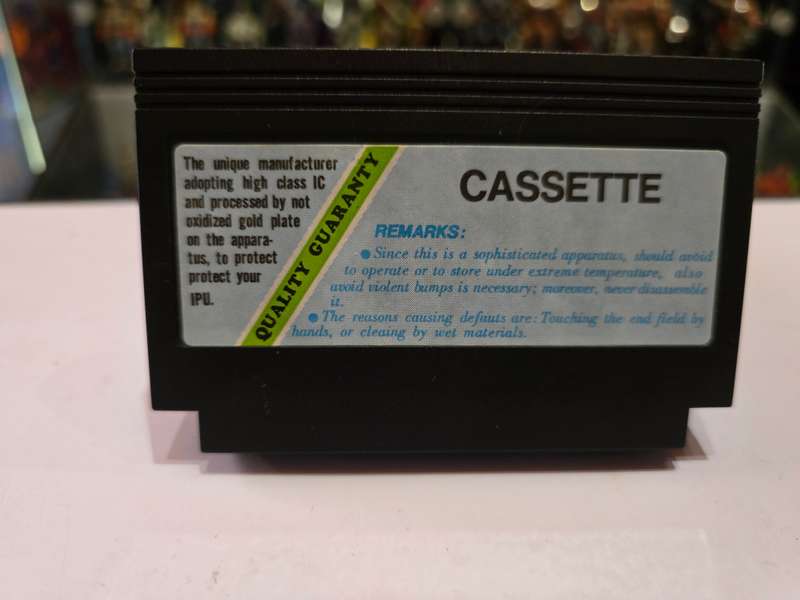 The unique manufacturer
adopting high class IC
and processed by not
oxidized gold plate
on the appara-
tus, to protect
protect your
IPU.
QUALITY GUARANTY
CASSETTE
REMARKS:
● Since this is a sophisticated apparatus, should avoid
to operate or to store under extreme temperature, also
avoid violent bumps is necessary; moreover, never disassemble
it.
● The reasons causing defauts are: Touching the end field by
hands, or cleaing by wet materials.